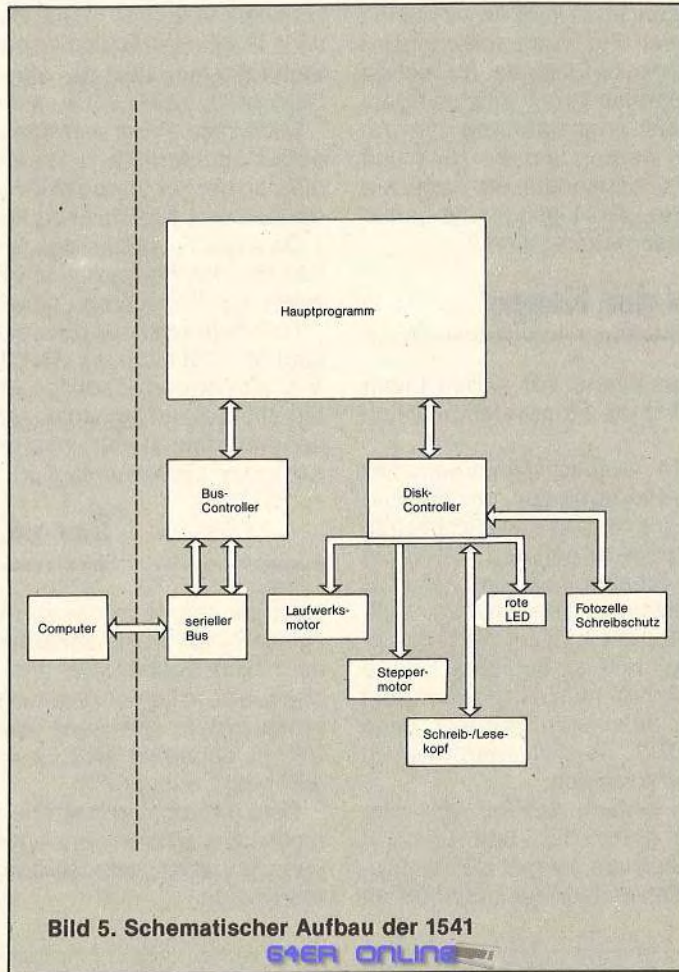 Hauptprogramm
Bus-
Controller
Disk-
Controller
Computer
serieller
Bus
Laufwerks-
motor
Stepper-
motor
Schreib-/Lese-
kopf
rote
LED
Fotozelle
Schreibschutz
Bild 5. Schematischer Aufbau der 1541
64ER ONLINE